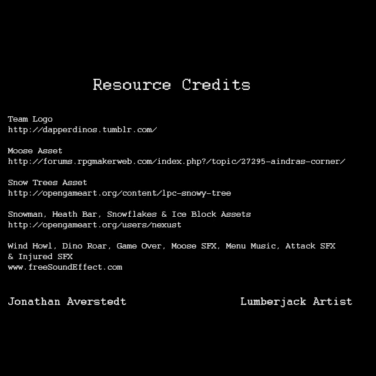 Resource Credits
Team Logo
http://dapperdinos.tumblr.com/
Moose Asset
http://forums.rpgmakerweb.com/index.php?/topic/27295-aindras-corner/
Snow Trees Asset
http://opengameart.org/content/lpc-snowy-tree
Snowman, Heath Bar, Snowflakes & Ice Block Assets
http://opengameart.org/users/nexust
Wind Howl, Dino Roar, Game Over, Moose SFX, Menu Music, Attack SFX
& Injured SFX
www.freeSoundEffect.com
Jonathan Averstedt Lumberjack Artist